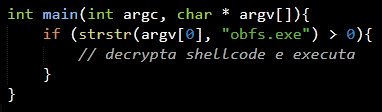 int main(int argc, char * argv[]){
    if (strstr(argv[0], "obfs.exe") > 0){
        // decrypta shellcode e executa
    }
}